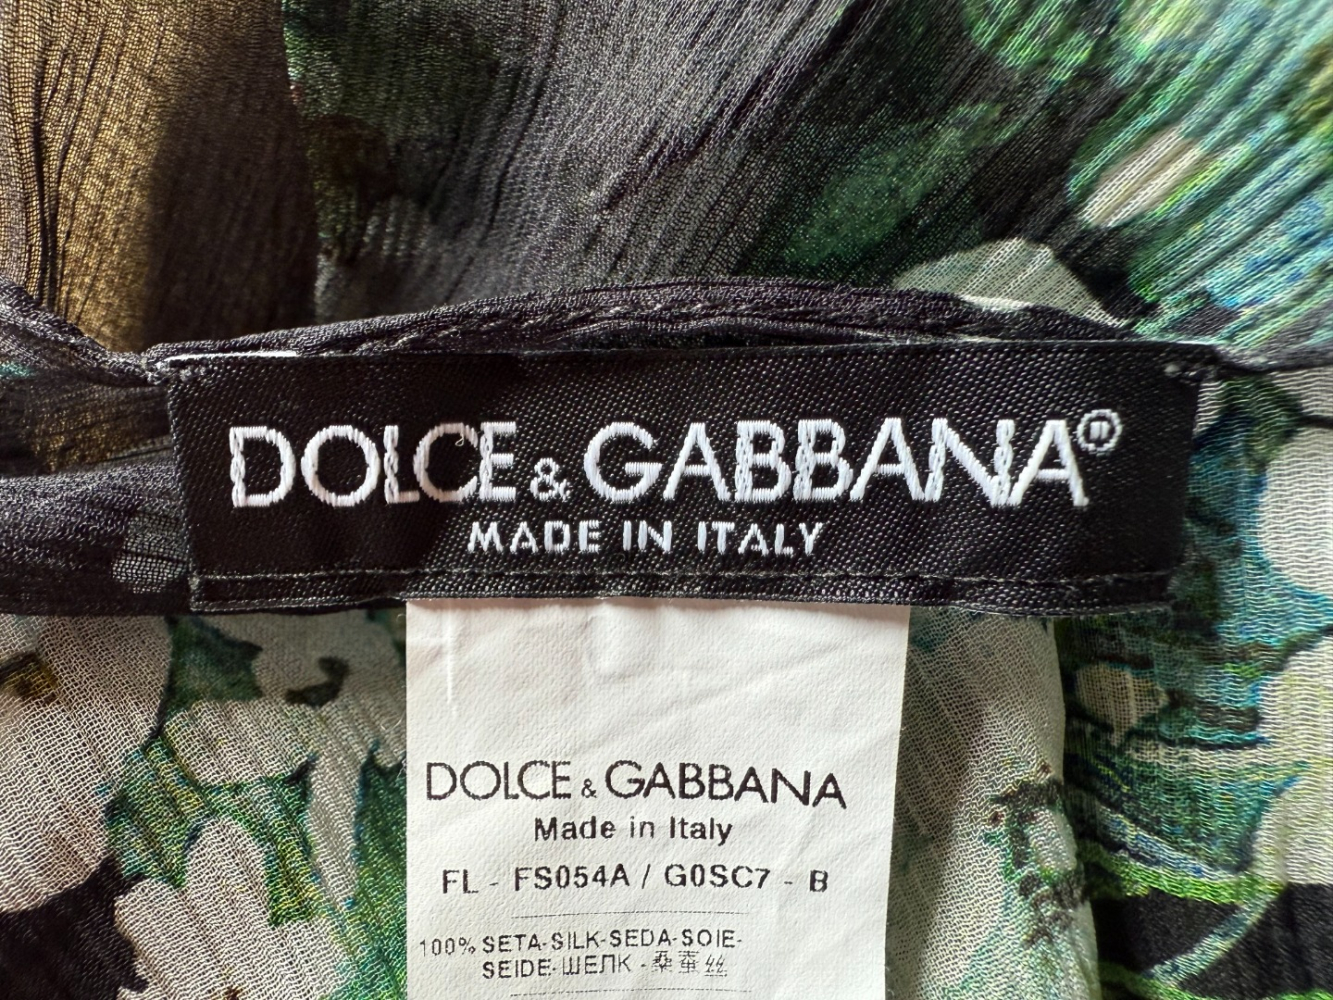 DOLCE & GABBANA®
MADE IN ITALY
DOLCE & GABBANA
Made in Italy
FL - FS054A / G0SC7 - B
100% SETA-SILK-SEDA-SOIE-
SEIDE-ШЕЛК - 桑蚕丝